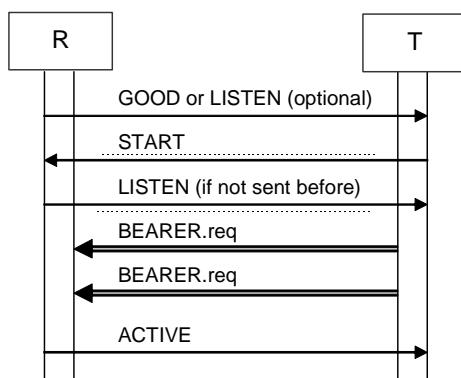 R
T
GOOD or LISTEN (optional)
START
LISTEN (if not sent before)
BEARER.req
BEARER.req
ACTIVE